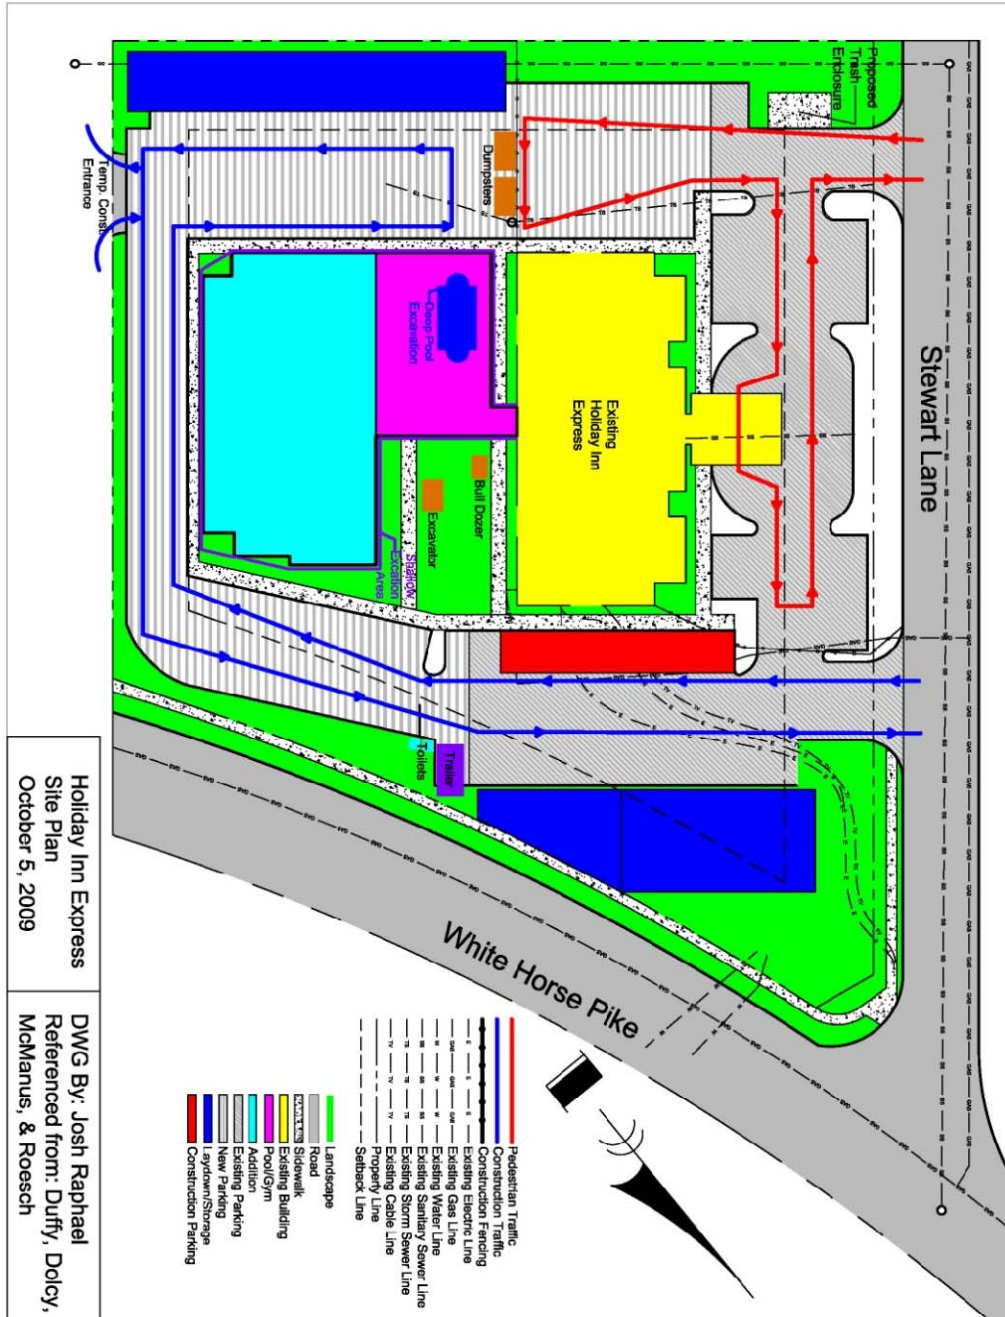 Proposed
Trash
Enclosure
Stewart Lane
Temp. Const.
Entrance
Dumpsters
Deep Pool
Excavation
Existing
Holiday Inn
Express
Bull Dozer
Excavator
Shallow
Excation
Area
Toilets
Trailer
White Horse Pike
Pedestrian Traffic
Construction Traffic
Construction Fencing
Existing Electric Line
Existing Gas Line
Existing Water Line
Existing Sanitary Sewer Line
Existing Storm Sewer Line
Existing Cable Line
Property Line
Setback Line
Landscape
Road
Sidewalk
Existing Building
Pool/Gym
Addition
Existing Parking
New Parking
Laydown/Storage
Construction Parking
Holiday Inn Express
Site Plan
October 5, 2009
DWG By: Josh Raphael
Referenced from: Duffy, Dolcy,
McManus, & Roesch